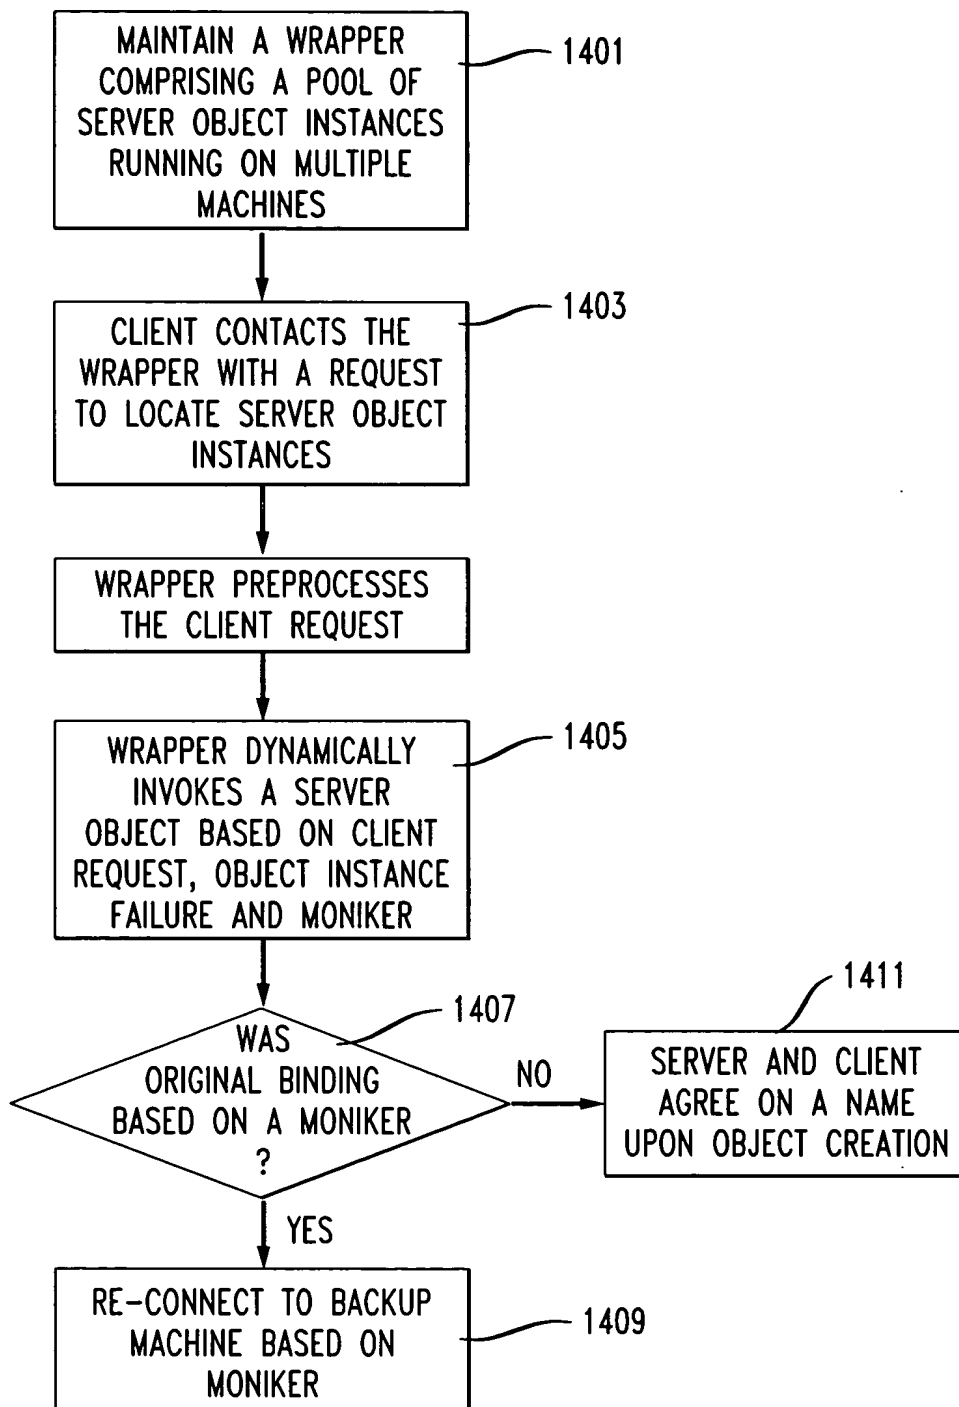 MAINTAIN A WRAPPER
COMPRISING A POOL OF
SERVER OBJECT INSTANCES
RUNNING ON MULTIPLE
MACHINES
1401
CLIENT CONTACTS THE
WRAPPER WITH A REQUEST
TO LOCATE SERVER OBJECT
INSTANCES
1403
WRAPPER PREPROCESSES
THE CLIENT REQUEST
WRAPPER DYNAMICALLY
INVOKES A SERVER
OBJECT BASED ON CLIENT
REQUEST, OBJECT INSTANCE
FAILURE AND MONIKER
1405
WAS
ORIGINAL BINDING
BASED ON A MONIKER
?
1407
NO
SERVER AND CLIENT
AGREE ON A NAME
UPON OBJECT CREATION
1411
YES
RE-CONNECT TO BACKUP
MACHINE BASED ON
MONIKER
1409